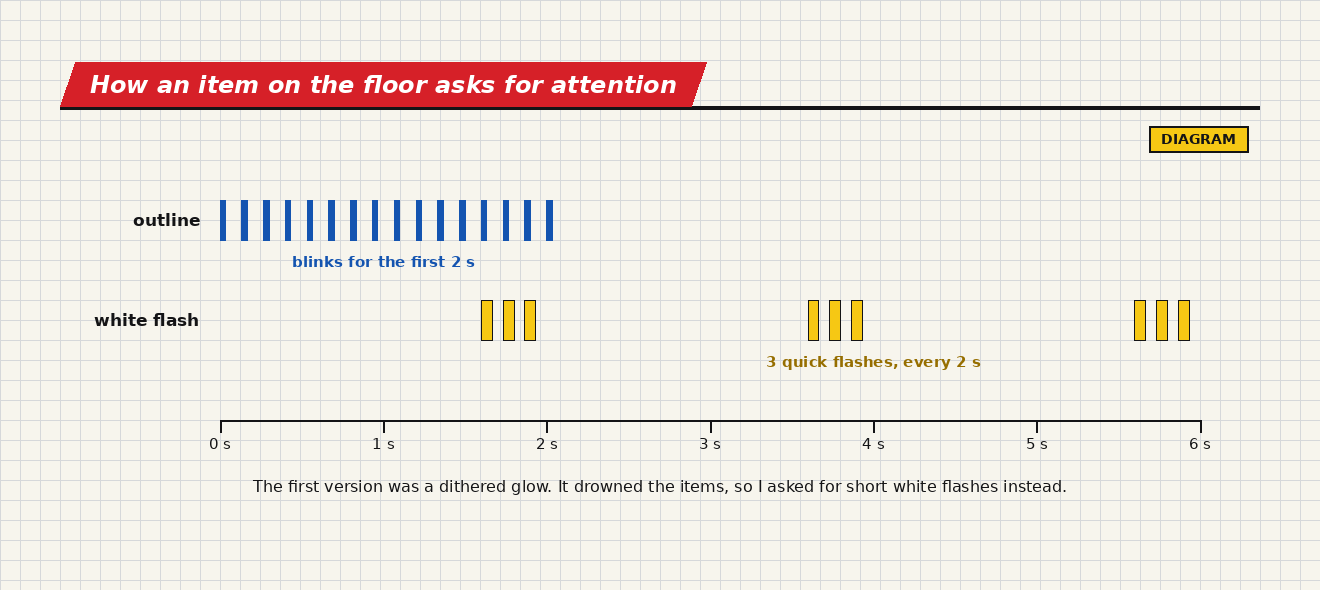 How an item on the floor asks for attention
DIAGRAM
outline
blinks for the first 2 s
white flash
3 quick flashes, every 2 s
0 s 1 s 2 s 3 s 4 s 5 s 6 s
The first version was a dithered glow. It drowned the items, so I asked for short white flashes instead.